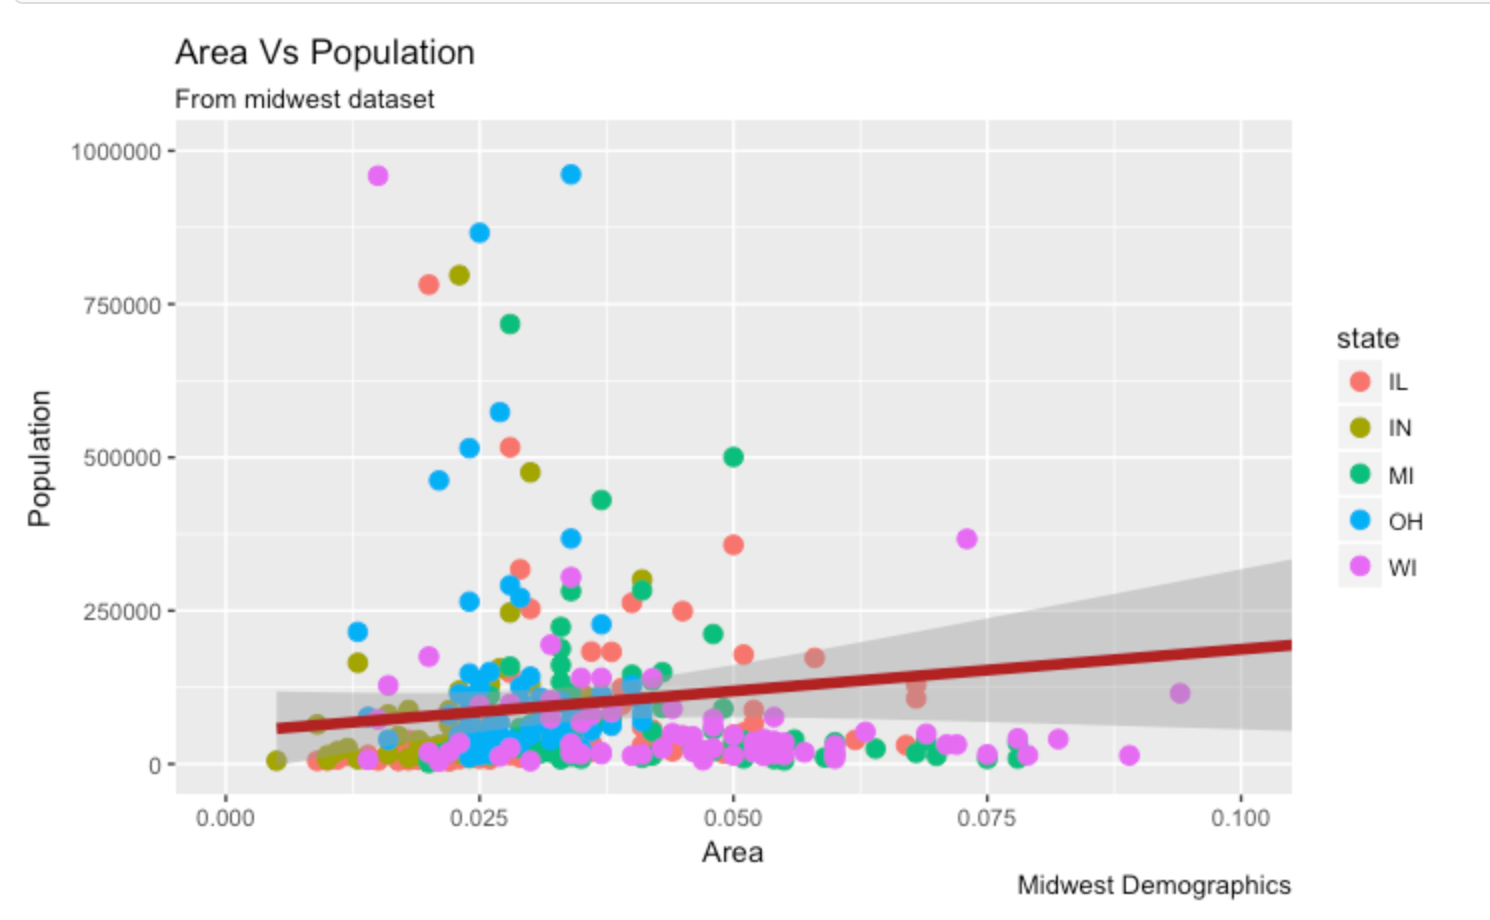 Area Vs Population
From midwest dataset
Population
1000000
750000
500000
250000
0
0.000 0.025 0.050 0.075 0.100
Area
Midwest Demographics
state
IL
IN
MI
OH
WI